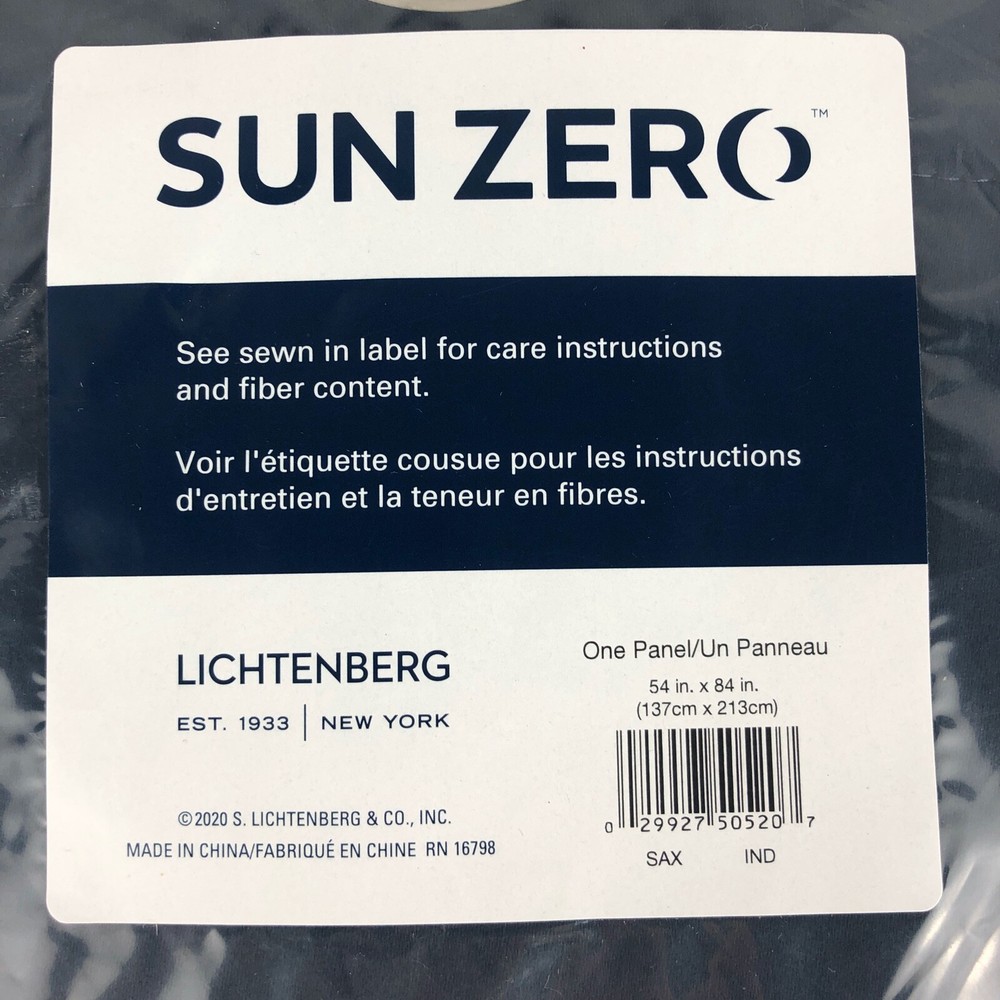 SUN ZERO™
See sewn in label for care instructions
and fiber content.
Voir l'étiquette cousue pour les instructions
d'entretien et la teneur en fibres.
LICHTENBERG
EST. 1933 | NEW YORK
©2020 S. LICHTENBERG & CO., INC.
MADE IN CHINA/FABRIQUÉ EN CHINE RN 16798
One Panel/Un Panneau
54 in. x 84 in.
(137cm x 213cm)
0 29927 50520 7
SAX IND